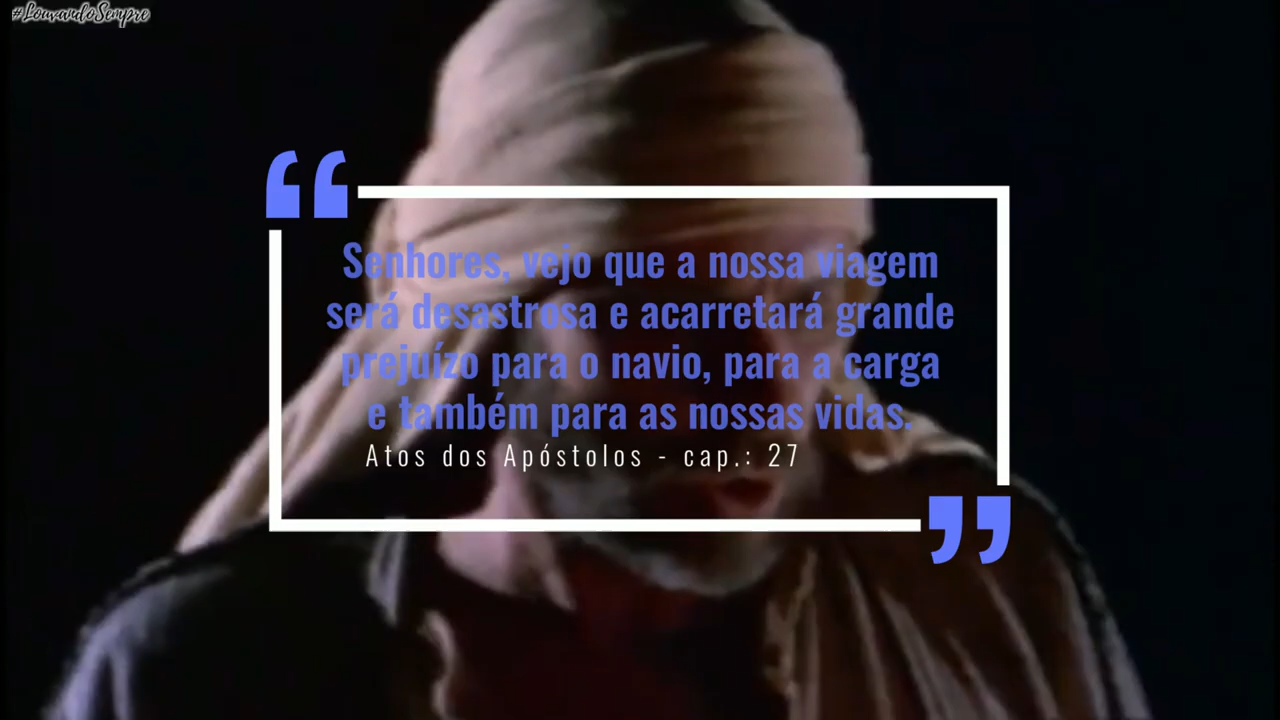 #LouvandoSempre
Senhores, vejo que a nossa viagem
será desastrosa e acarretará grande
prejuízo para o navio, para a carga
e também para as nossas vidas.
Atos dos Apóstolos - cap.: 27